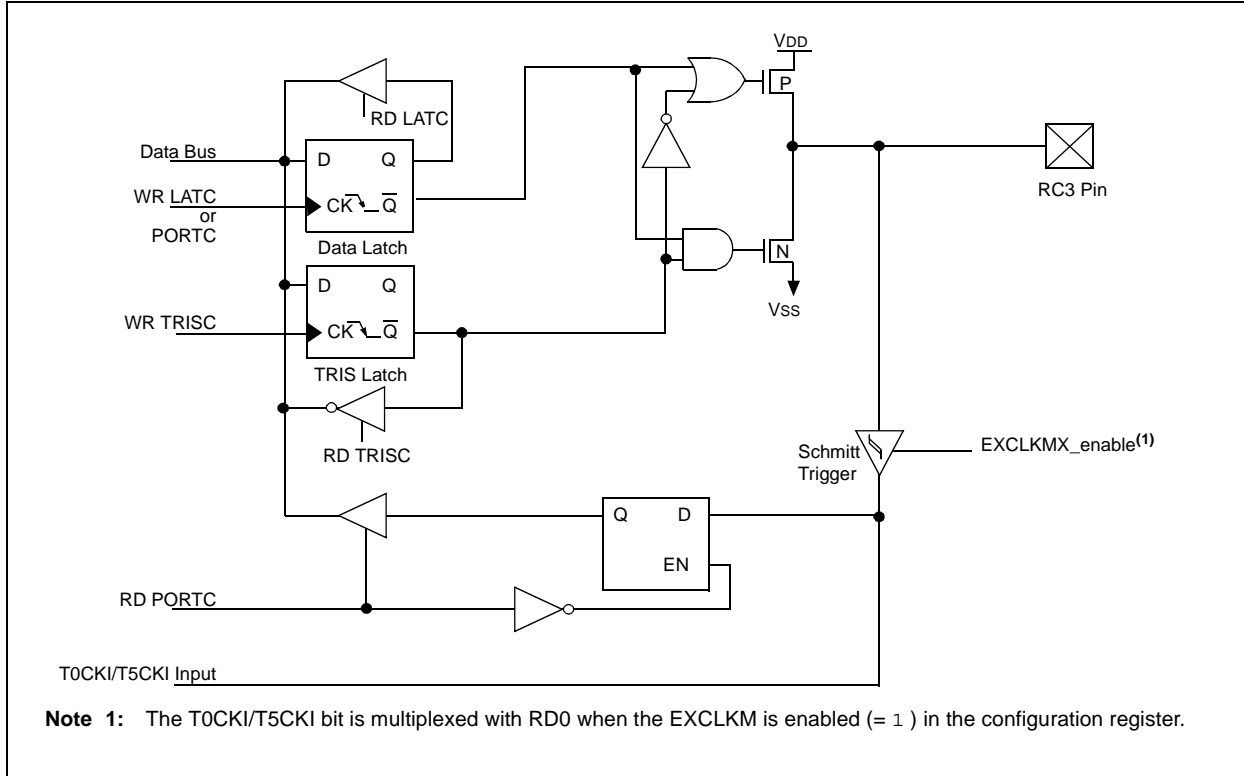 VDD
P
RD LATC
Data Bus
D Q
WR LATC
or
PORTC
CK Q
Data Latch
RC3 Pin
N
VSS
D Q
WR TRISC
CK Q
TRIS Latch
RD TRISC
Schmitt
Trigger
EXCLKMX_enable(1)
Q D
EN
RD PORTC
T0CKI/T5CKI Input
Note 1: The T0CKI/T5CKI bit is multiplexed with RD0 when the EXCLKM is enabled (= 1 ) in the configuration register.